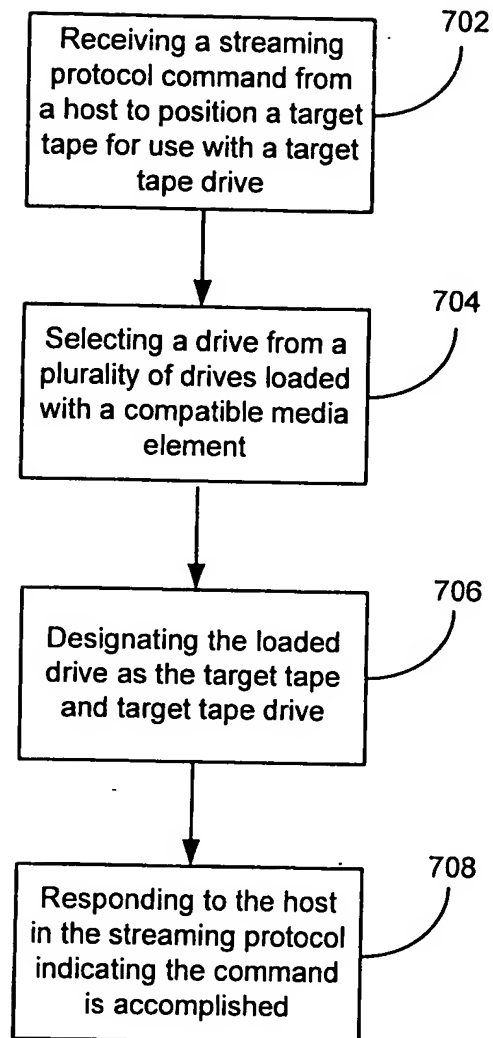 702
Receiving a streaming
protocol command from
a host to position a target
tape for use with a target
tape drive
704
Selecting a drive from a
plurality of drives loaded
with a compatible media
element
706
Designating the loaded
drive as the target tape
and target tape drive
708
Responding to the host
in the streaming protocol
indicating the command
is accomplished